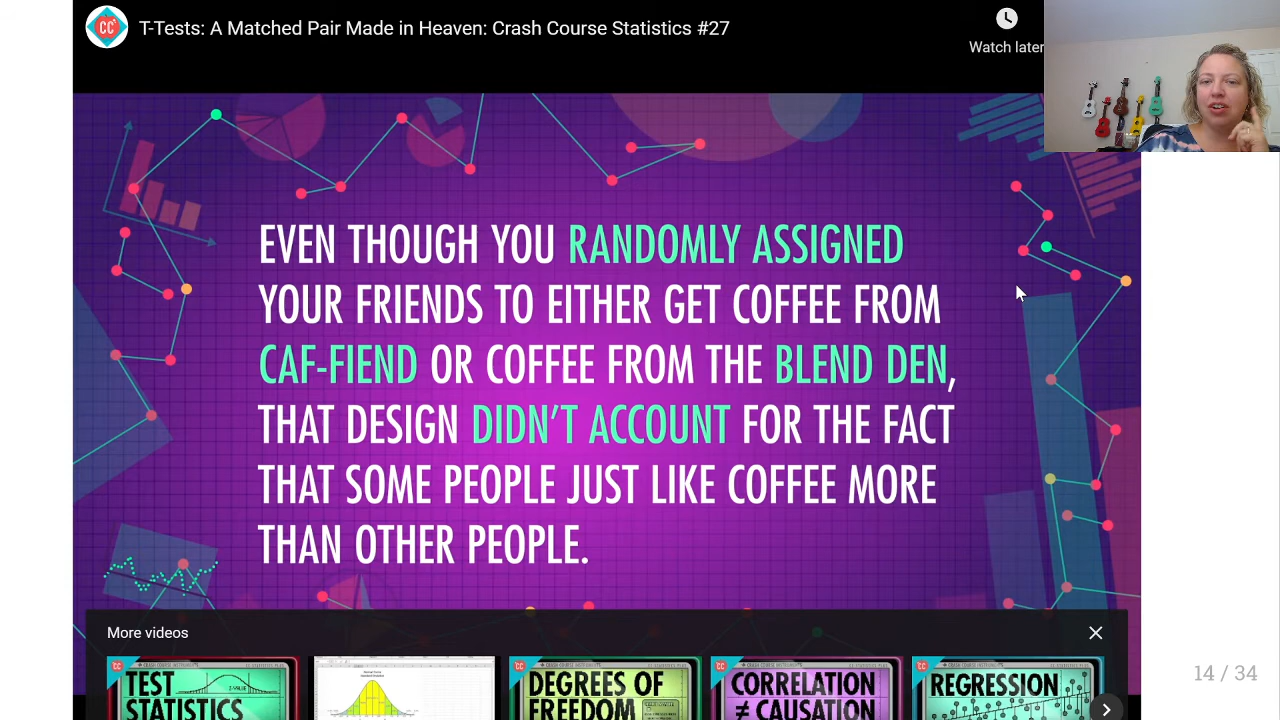 T-Tests: A Matched Pair Made in Heaven: Crash Course Statistics #27
Watch later
EVEN THOUGH YOU RANDOMLY ASSIGNED
YOUR FRIENDS TO EITHER GET COFFEE FROM
CAF-FIEND OR COFFEE FROM THE BLEND DEN,
THAT DESIGN DIDN'T ACCOUNT FOR THE FACT
THAT SOME PEOPLE JUST LIKE COFFEE MORE
THAN OTHER PEOPLE.
More videos
TEST
STATISTICS
DEGREES OF
FREEDOM
CORRELATION
≠ CAUSATION
REGRESSION
14 / 34